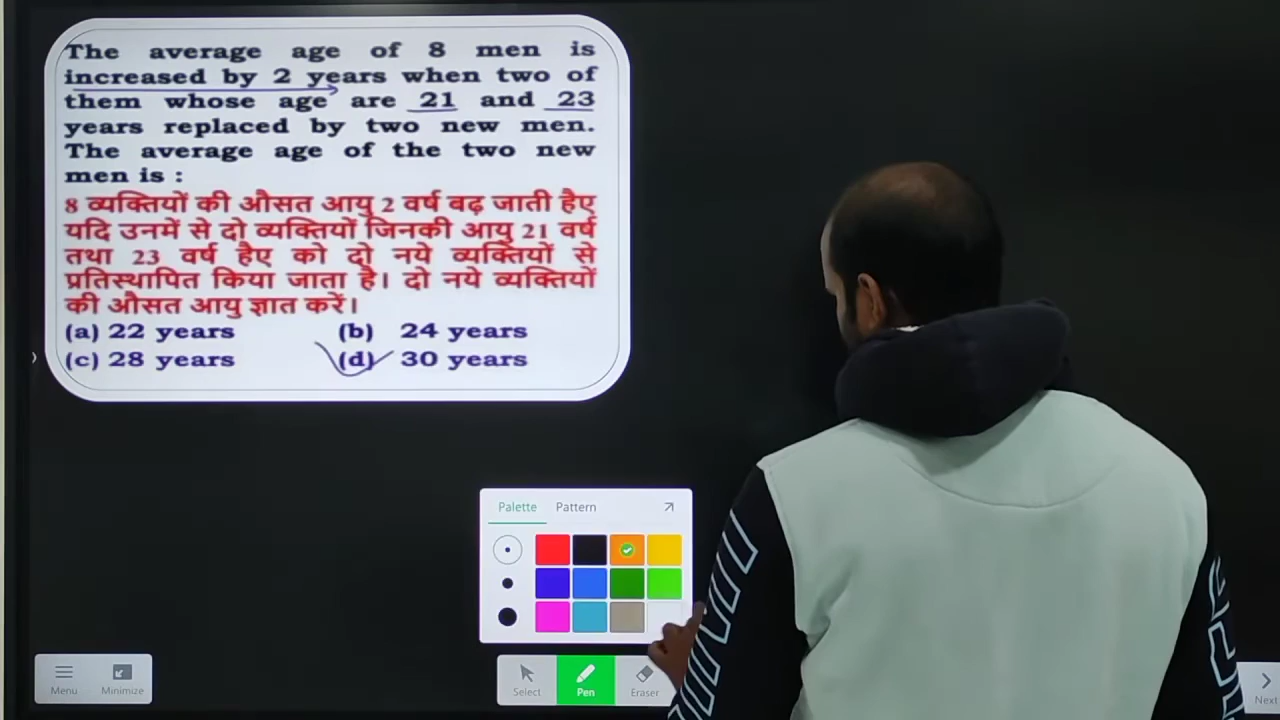 The average age of 8 men is
increased by 2 years when two of
them whose age are 21 and 23
years replaced by two new men.
The average age of the two new
men is :
8 व्यक्तियों की औसत आयु 2 वर्ष बढ़ जाती हैए
यदि उनमें से दो व्यक्तियों जिनकी आयु 21 वर्ष
तथा 23 वर्ष हैए को दो नये व्यक्तियों से
प्रतिस्थापित किया जाता है। दो नये व्यक्तियों
की औसत आयु ज्ञात करें।
(a) 22 years (b) 24 years
(c) 28 years (d) 30 years
Palette Pattern
Menu Minimize Select Pen Eraser Next